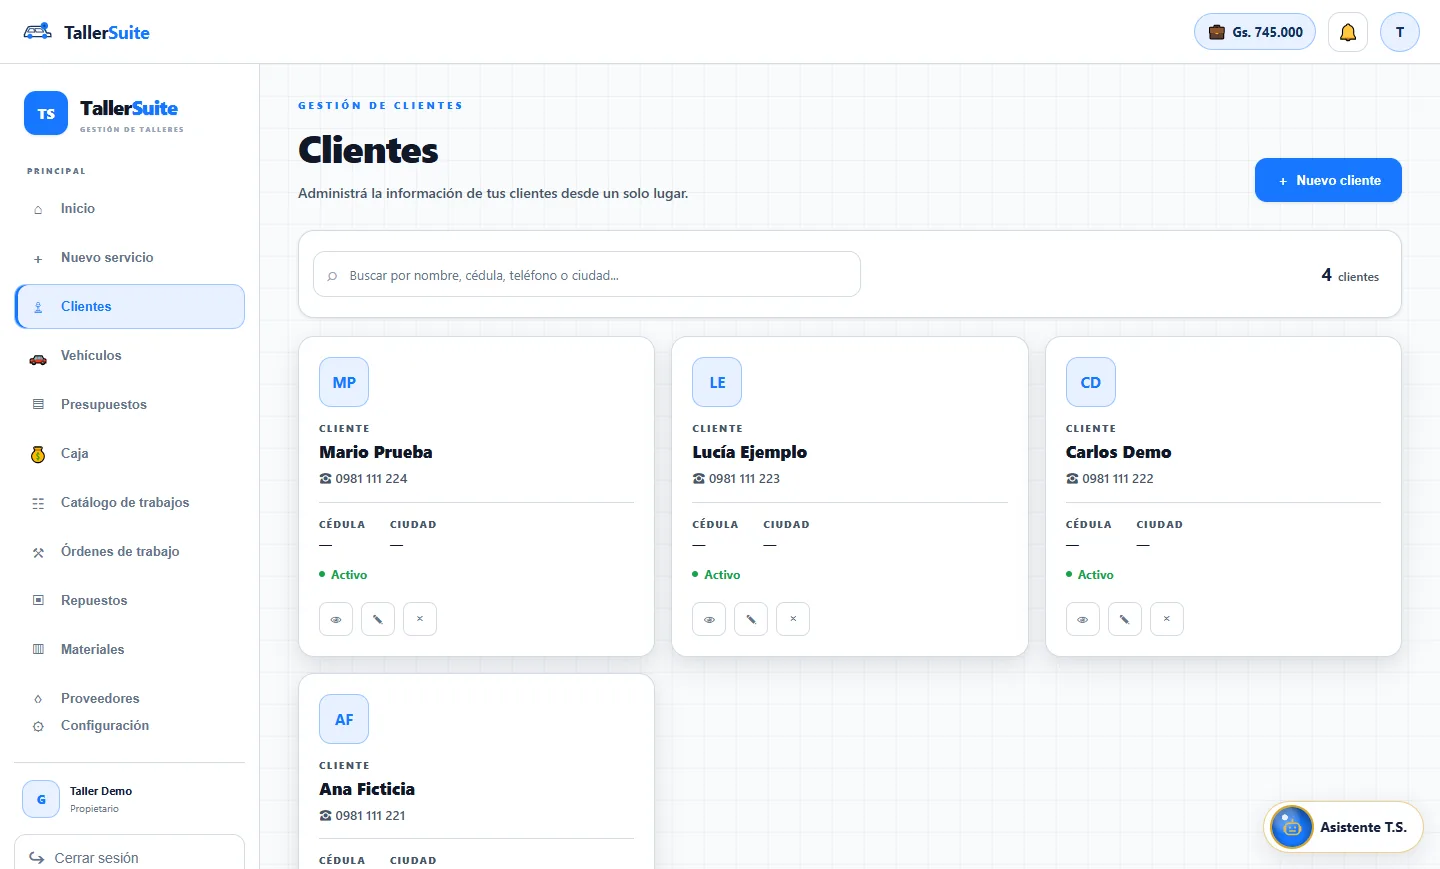 TallerSuite
Gs. 745.000
T
TS
TallerSuite
GESTIÓN DE TALLERES
PRINCIPAL
Inicio
Nuevo servicio
Clientes
Vehículos
Presupuestos
Caja
Catálogo de trabajos
Órdenes de trabajo
Repuestos
Materiales
Proveedores
Configuración
G
Taller Demo
Propietario
Cerrar sesión
GESTIÓN DE CLIENTES
Clientes
Administrá la información de tus clientes desde un solo lugar.
+ Nuevo cliente
Buscar por nombre, cédula, teléfono o ciudad...
4 clientes
MP
CLIENTE
Mario Prueba
☎ 0981 111 224
CÉDULA CIUDAD
— —
Activo
LE
CLIENTE
Lucía Ejemplo
☎ 0981 111 223
CÉDULA CIUDAD
— —
Activo
CD
CLIENTE
Carlos Demo
☎ 0981 111 222
CÉDULA CIUDAD
— —
Activo
AF
CLIENTE
Ana Ficticia
☎ 0981 111 221
CÉDULA CIUDAD
Asistente T.S.